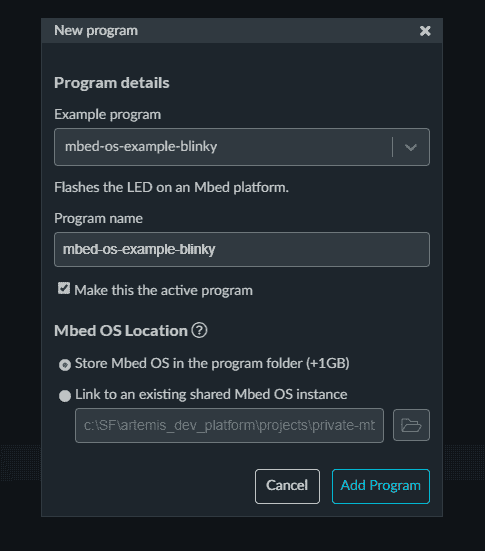 New program
Program details
Example program
mbed-os-example-blinky
Flashes the LED on an Mbed platform.
Program name
mbed-os-example-blinky
Make this the active program
Mbed OS Location
Store Mbed OS in the program folder (+1GB)
Link to an existing shared Mbed OS instance
c:\SF\artemis_dev_platform\projects\private-mt
Cancel
Add Program